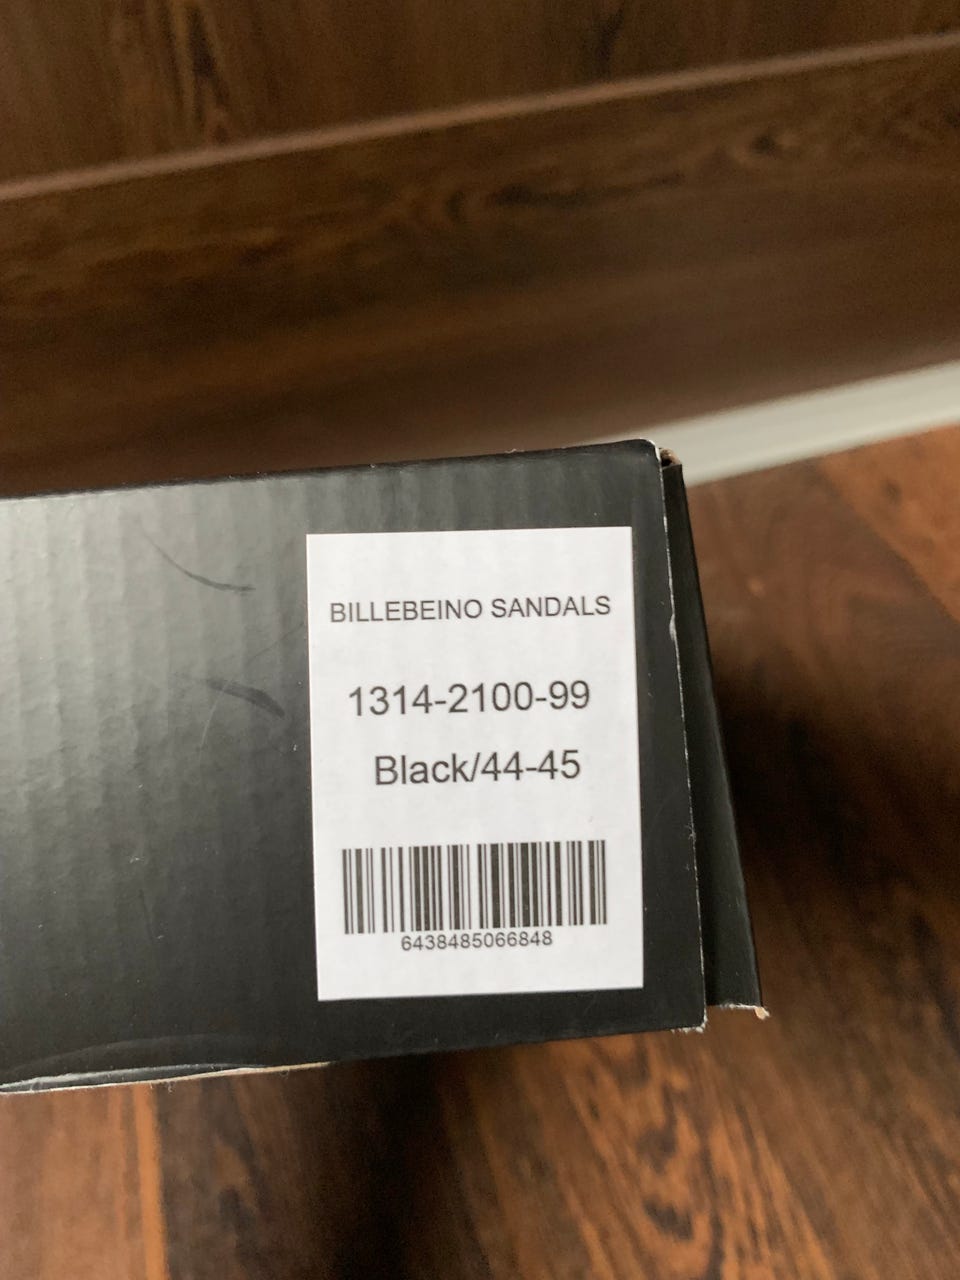 BILLEBEINO SANDALS
1314-2100-99
Black/44-45
6438485066848